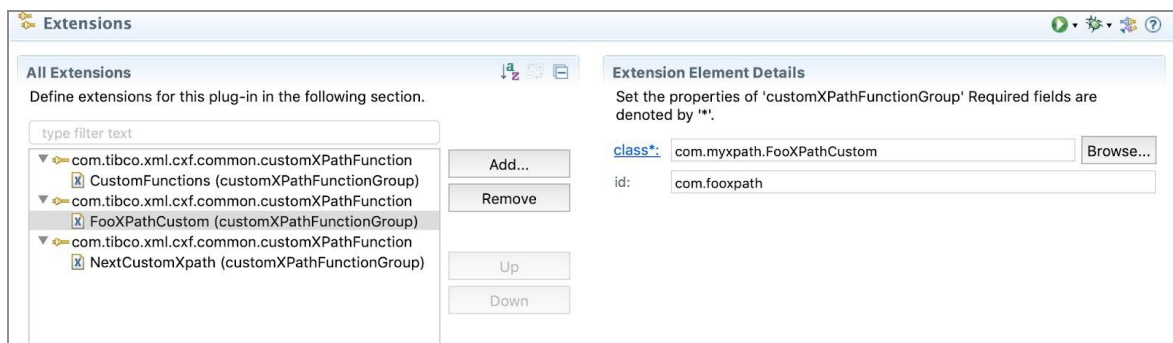 Extensions
All Extensions
Define extensions for this plug-in in the following section.
type filter text
com.tibco.xml.cxf.common.customXPathFunction
CustomFunctions (customXPathFunctionGroup)
com.tibco.xml.cxf.common.customXPathFunction
FooXPathCustom (customXPathFunctionGroup)
com.tibco.xml.cxf.common.customXPathFunction
NextCustomXpath (customXPathFunctionGroup)
Add...
Remove
Up
Down
Extension Element Details
Set the properties of 'customXPathFunctionGroup' Required fields are
denoted by '*'.
class*: com.myxpath.FooXPathCustom Browse...
id: com.fooxpath